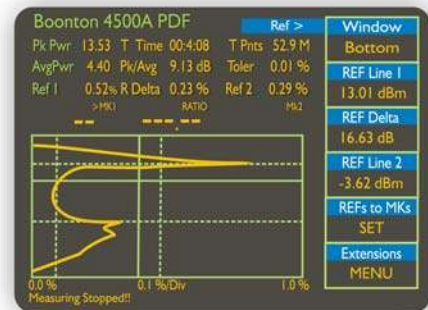 Boonton 4500A PDF
Ref >
Pk Pwr 13.53 T Time 00:4:08 T Pnts 52.9 M
AvgPwr 4.40 Pk/Avg 9.13 dB Toler 0.01 %
Ref 1 0.52% R Delta 0.23 % Ref 2 0.29 %
>MK1 RATIO Mk2
-- --.--
0.0 % 0.1 %/Div 1.0 %
Measuring Stopped!!
Window
Bottom
REF Line 1
13.01 dBm
REF Delta
16.63 dB
REF Line 2
-3.62 dBm
REFs to MKs
SET
Extensions
MENU